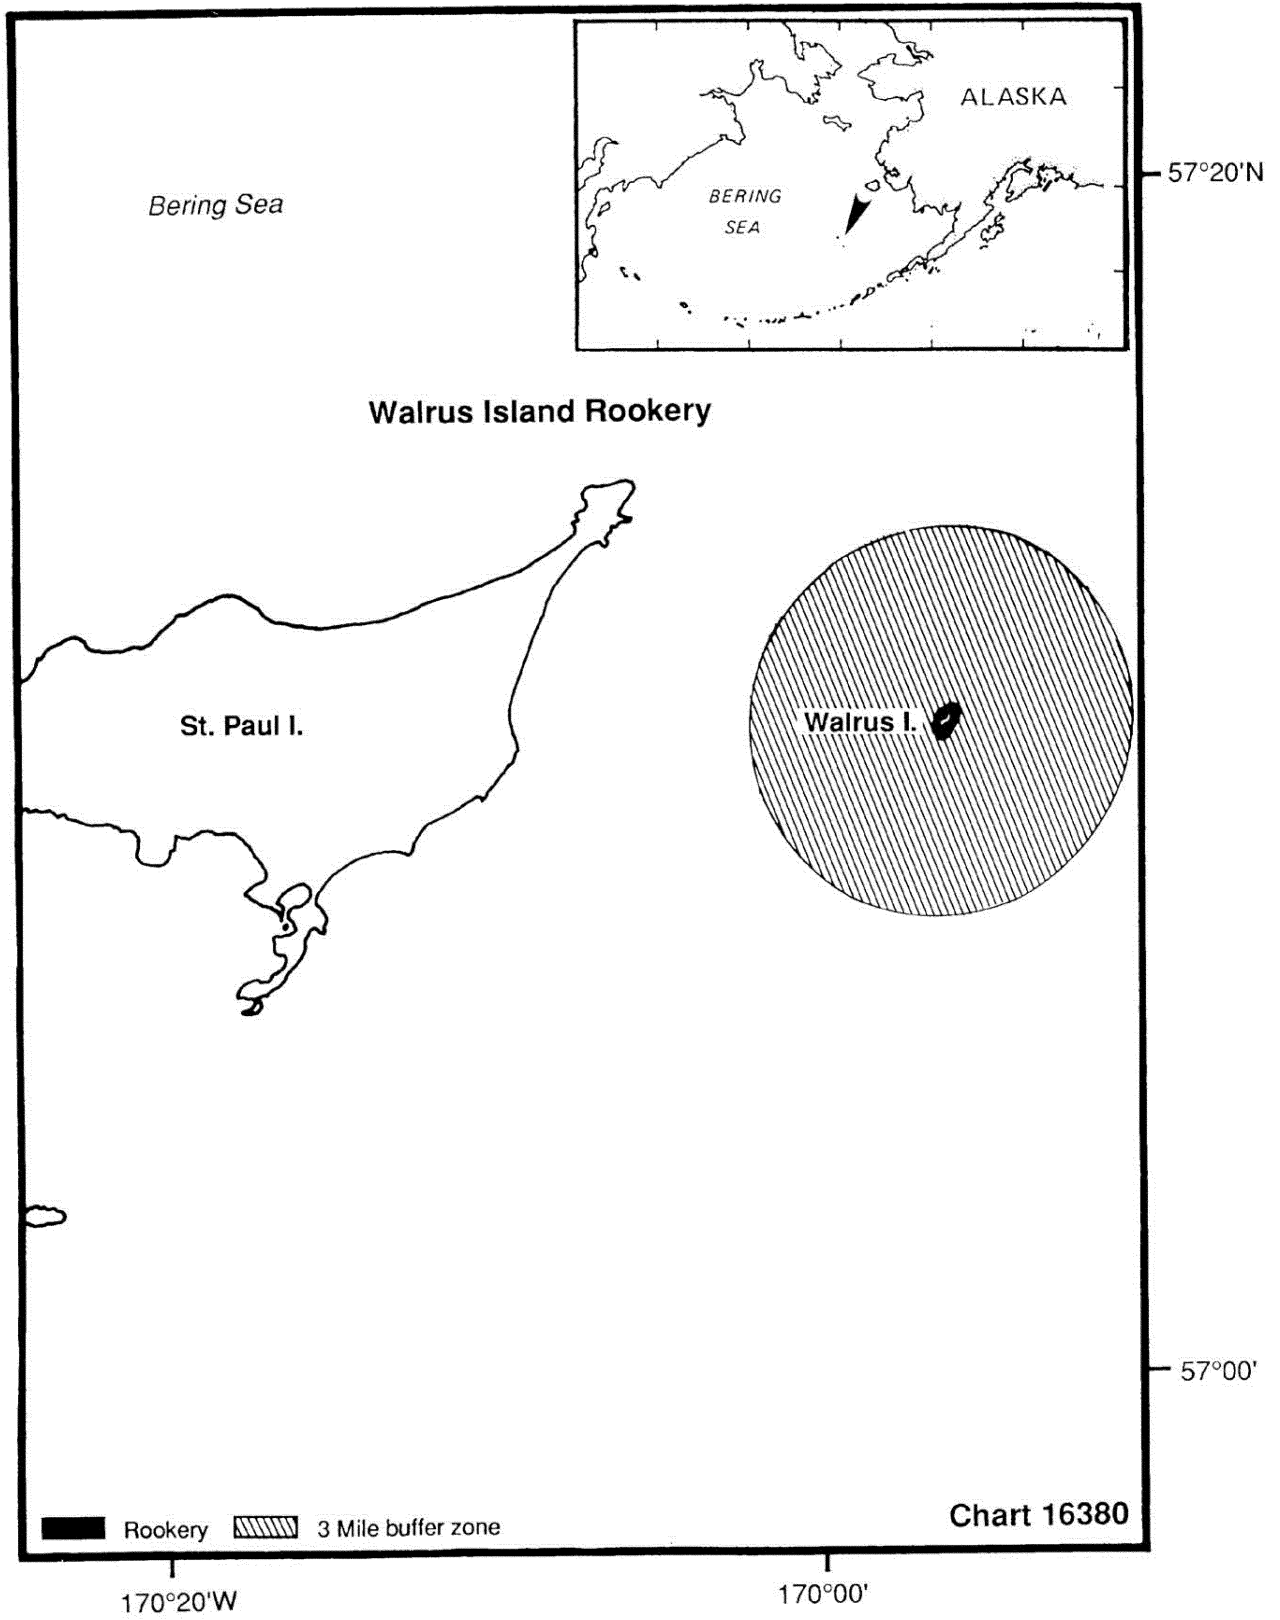 ALASKA
57°20'N
Bering Sea
BERING
SEA
Walrus Island Rookery
St. Paul I.
Walrus I.
57°00'
Chart 16380
Rookery
3 Mile buffer zone
170°20'W
170°00'